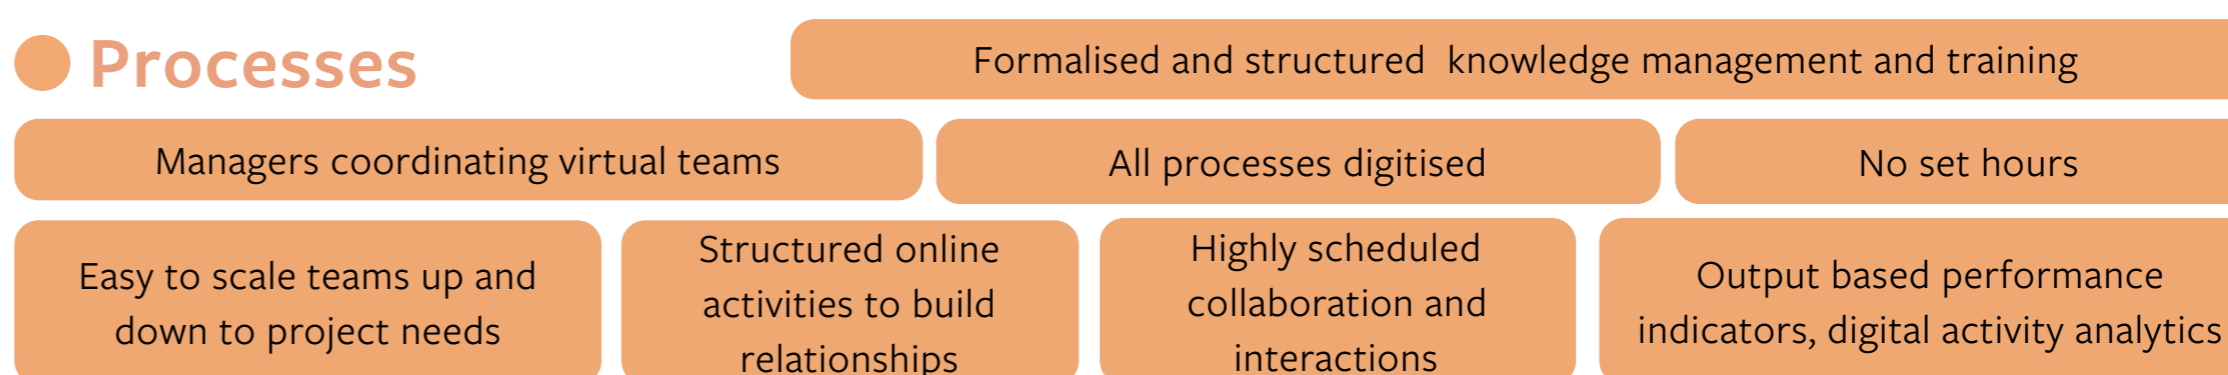 Processes
Formalised and structured knowledge management and training
Managers coordinating virtual teams
All processes digitised
No set hours
Easy to scale teams up and
down to project needs
Structured online
activities to build
relationships
Highly scheduled
collaboration and
interactions
Output based performance
indicators, digital activity analytics